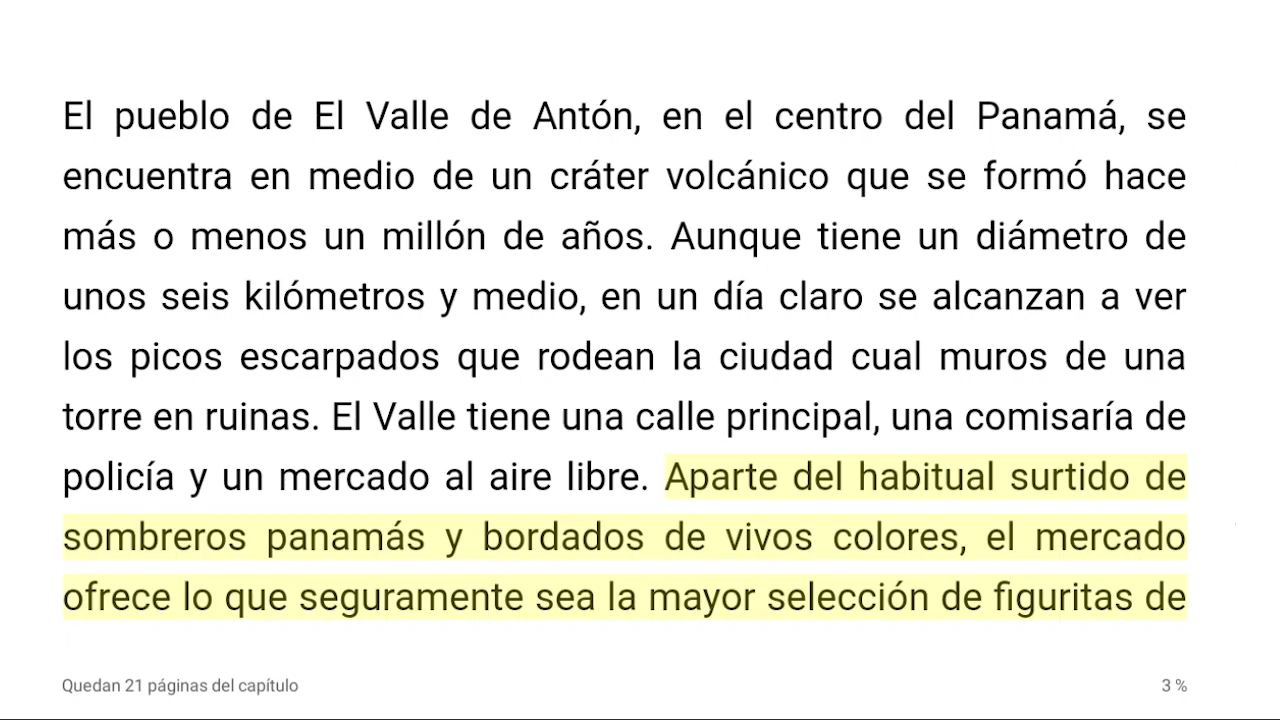 El pueblo de El Valle de Antón, en el centro del Panamá, se
encuentra en medio de un cráter volcánico que se formó hace
más o menos un millón de años. Aunque tiene un diámetro de
unos seis kilómetros y medio, en un día claro se alcanzan a ver
los picos escarpados que rodean la ciudad cual muros de una
torre en ruinas. El Valle tiene una calle principal, una comisaría de
policía y un mercado al aire libre. Aparte del habitual surtido de
sombreros panamás y bordados de vivos colores, el mercado
ofrece lo que seguramente sea la mayor selección de figuritas de
Quedan 21 páginas del capítulo
3 %